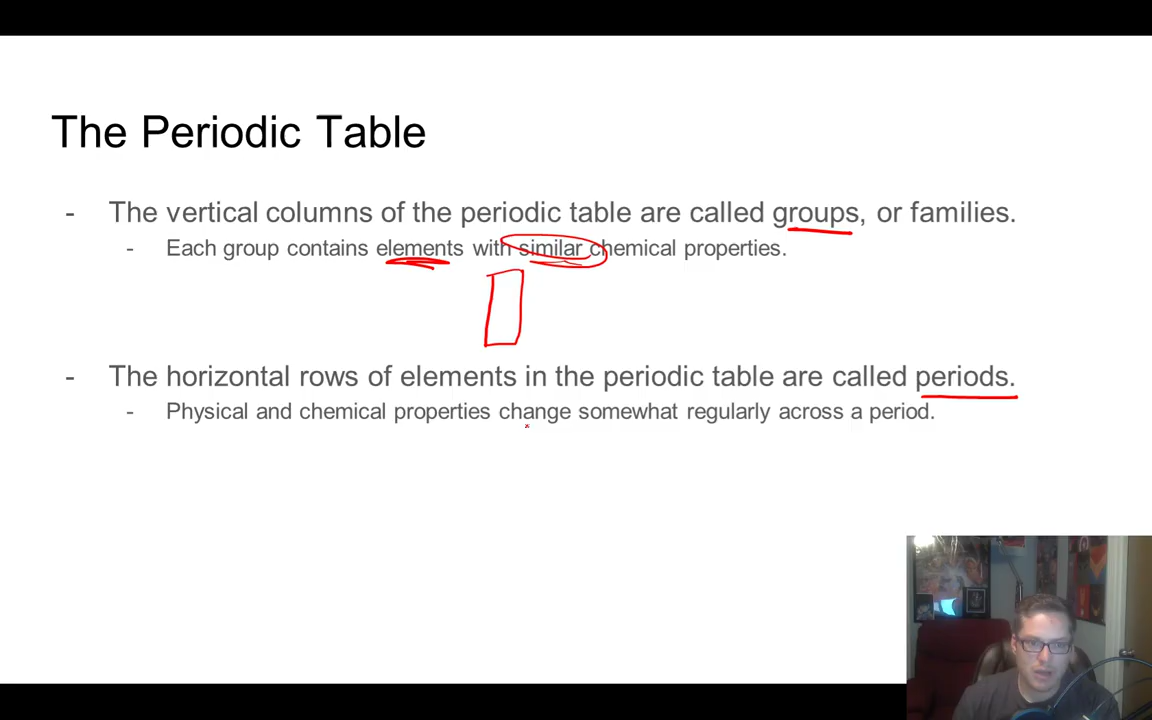 The Periodic Table
- The vertical columns of the periodic table are called groups, or families.
- Each group contains elements with similar chemical properties.
- The horizontal rows of elements in the periodic table are called periods.
- Physical and chemical properties change somewhat regularly across a period.